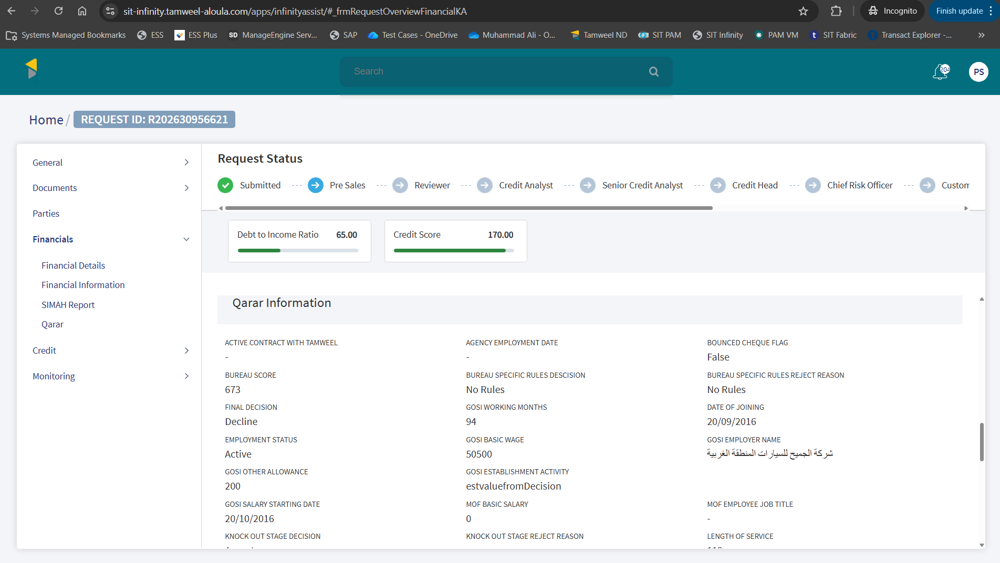 sit-infinity.tamweel-aloula.com/apps/infinityassist/#_frmRequestOverviewFinancialKA
Incognito
Finish update
Systems Managed Bookmarks
ESS
ESS Plus
SD ManageEngine Serv...
SAP
Test Cases - OneDrive
Muhammad Ali - O...
Tamweel ND
SIT PAM
SIT Infinity
PAM VM
t SIT Fabric
Transact Explorer -...
Search
204
PS
Home / REQUEST ID: R202630956621
General
Documents
Parties
Financials
Financial Details
Financial Information
SIMAH Report
Qarar
Credit
Monitoring
Request Status
Submitted --- Pre Sales --- Reviewer --- Credit Analyst --- Senior Credit Analyst --- Credit Head --- Chief Risk Officer --- Custom
Debt to Income Ratio 65.00
Credit Score 170.00
Qarar Information
ACTIVE CONTRACT WITH TAMWEEL
-
AGENCY EMPLOYMENT DATE
-
BOUNCED CHEQUE FLAG
False
BUREAU SCORE
673
BUREAU SPECIFIC RULES DESCISION
No Rules
BUREAU SPECIFIC RULES REJECT REASON
No Rules
FINAL DECISION
Decline
GOSI WORKING MONTHS
94
DATE OF JOINING
20/09/2016
EMPLOYMENT STATUS
Active
GOSI BASIC WAGE
50500
GOSI EMPLOYER NAME
شركة الجميح للسيارات المنطقة الغربية
GOSI OTHER ALLOWANCE
200
GOSI ESTABLISHMENT ACTIVITY
estvaluefromDecision
GOSI SALARY STARTING DATE
20/10/2016
MOF BASIC SALARY
0
MOF EMPLOYEE JOB TITLE
-
KNOCK OUT STAGE DECISION
KNOCK OUT STAGE REJECT REASON
LENGTH OF SERVICE